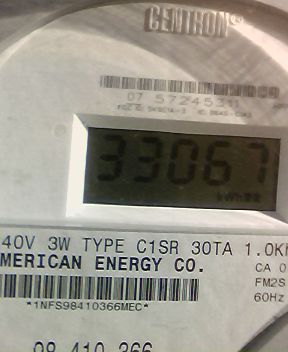 CENTRON®
07 57245311
33067
kWh
40V 3W TYPE C1SR 30TA 1.0K
MERICAN ENERGY CO.
CA 0
FM2S
60Hz
*1NFS98410366MEC*
98 410 366